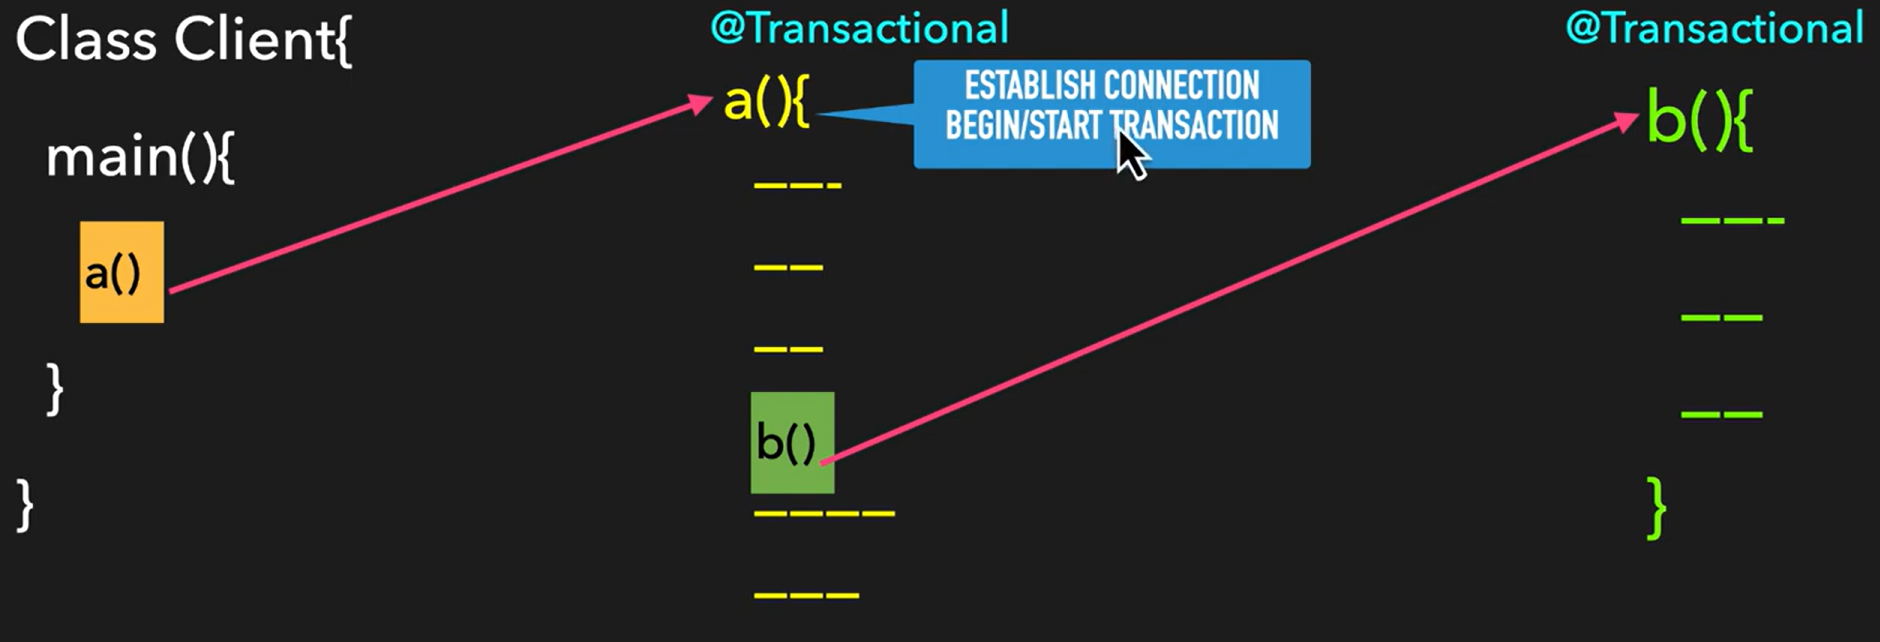 Class Client{
main(){
a()
}
}
@Transactional
a(){
ESTABLISH CONNECTION
BEGIN/START TRANSACTION
b()
@Transactional
b(){
}